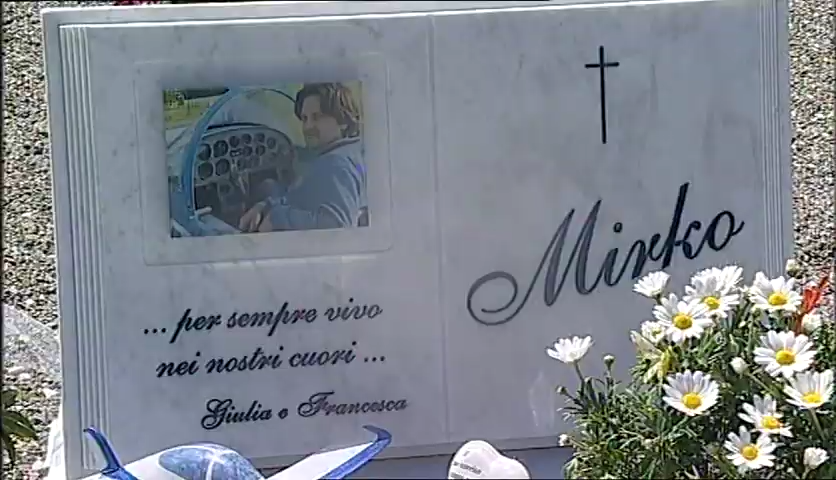 ... per sempre vivo
nei nostri cuori ...
Giulia e Francesca
Mirko